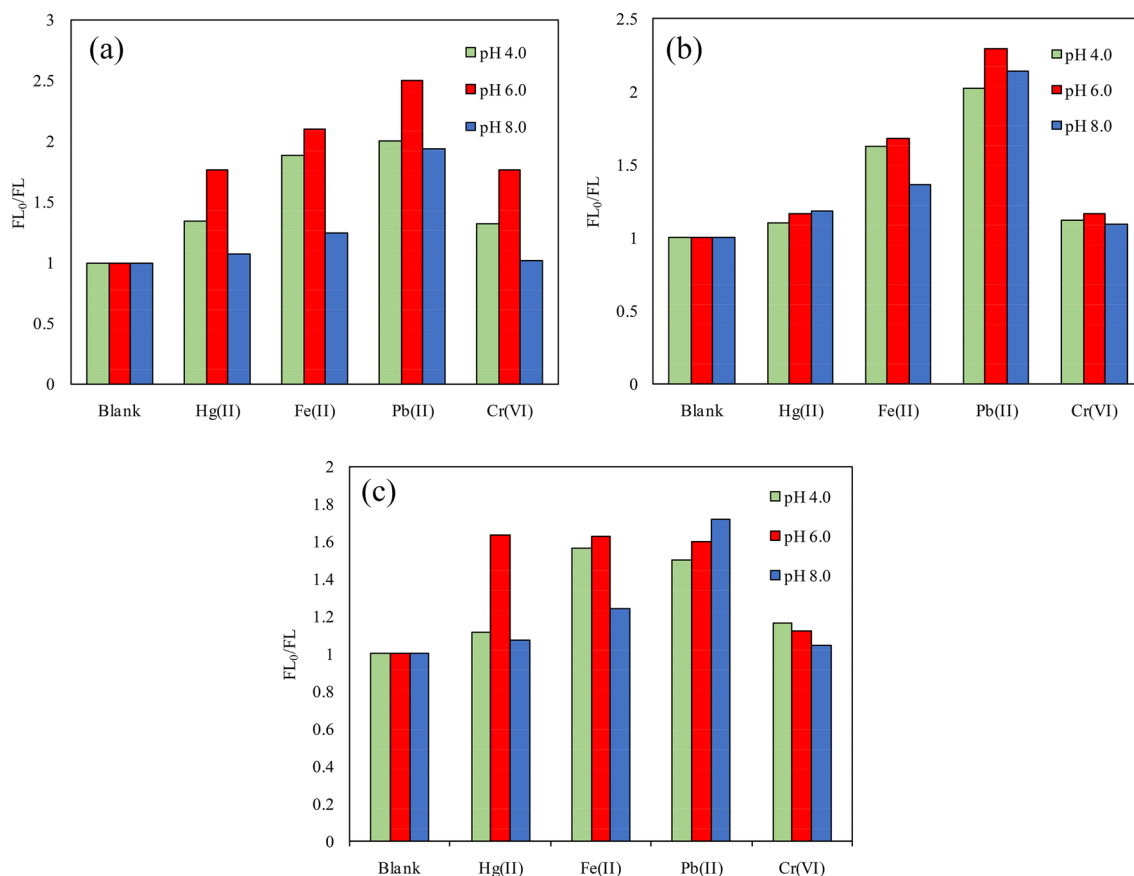 (a)
pH 4.0
pH 6.0
pH 8.0
FL₀/FL
3
2.5
2
1.5
1
0.5
0
Blank Hg(II) Fe(II) Pb(II) Cr(VI)
(b)
pH 4.0
pH 6.0
pH 8.0
FL₀/FL
2.5
2
1.5
1
0.5
0
Blank Hg(II) Fe(II) Pb(II) Cr(VI)
(c)
pH 4.0
pH 6.0
pH 8.0
FL₀/FL
2
1.8
1.6
1.4
1.2
1
0.8
0.6
0.4
0.2
0
Blank Hg(II) Fe(II) Pb(II) Cr(VI)